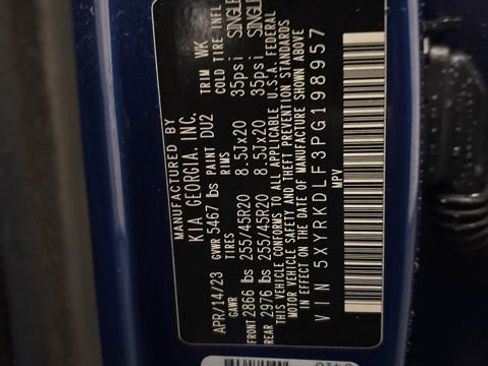 MANUFACTURED BY
KIA GEORGIA, INC.
APR/14/23 GVWR 5467 lbs PAINT DU2 TRIM WK
GAWR TIRES RIMS COLD TIRE INFL
FRONT 2866 lbs 255/45R20 8.5Jx20 35psi SINGLE
REAR 2976 lbs 255/45R20 8.5Jx20 35psi SINGLE
THIS VEHICLE CONFORMS TO ALL APPLICABLE U.S.A. FEDERAL
MOTOR VEHICLE SAFETY AND THEFT PREVENTION STANDARDS
IN EFFECT ON THE DATE OF MANUFACTURE SHOWN ABOVE
VIN 5XYRKDLF3PG198957
MPV